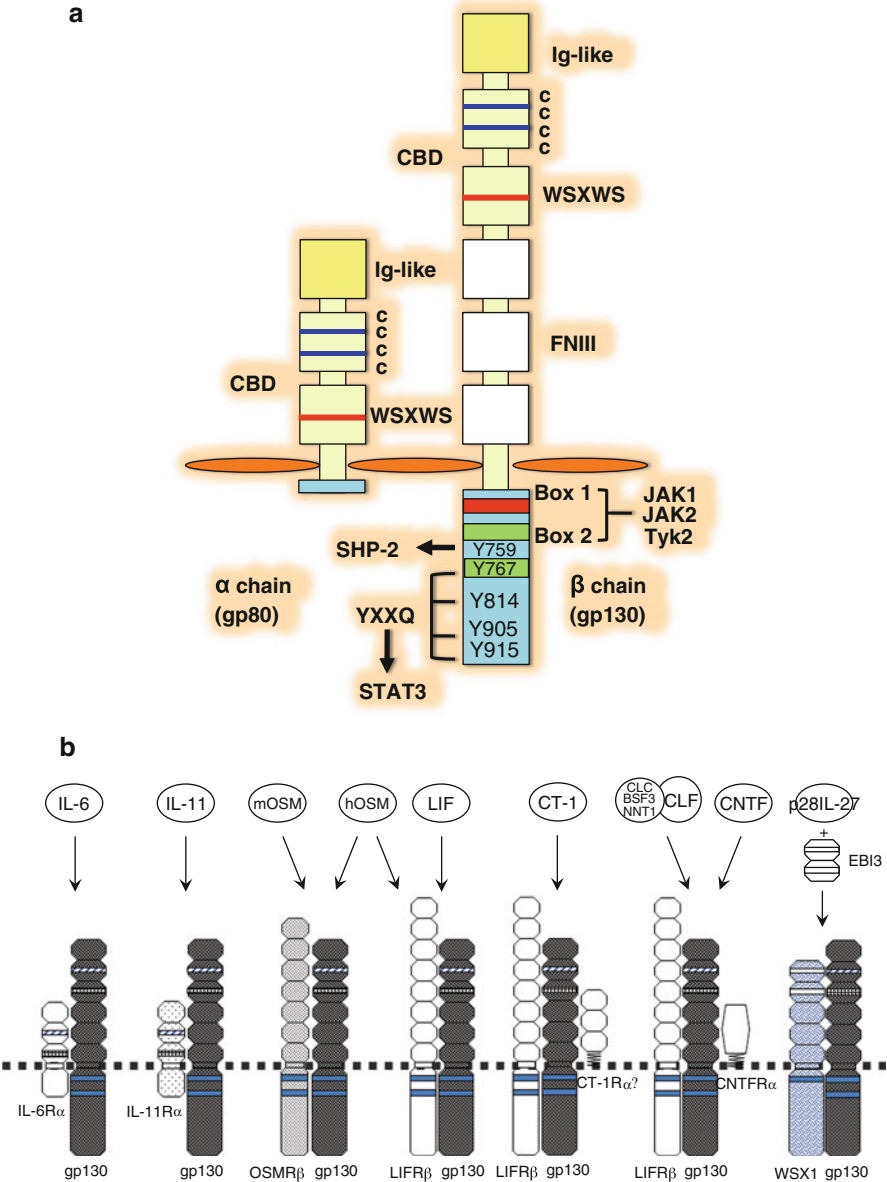 a
Ig-like
c
c
c
c
CBD
WSXWS
Ig-like
c
c
c
c
FNIII
CBD
WSXWS
Box 1
JAK1
JAK2
Box 2
Tyk2
SHP-2
Y759
Y767
α chain
(gp80)
β chain
(gp130)
YXXQ
Y814
Y905
Y915
STAT3
b
IL-6
IL-11
mOSM
hOSM
LIF
CT-1
CLC
BSF3
NNT1
CLF
CNTF
p28IL-27
+
EBI3
IL-6Rα
IL-11Rα
CT-1Rα?
CNTFRα
gp130
gp130
OSMRβ gp130
LIFRβ gp130
LIFRβ gp130
LIFRβ gp130
WSX1 gp130